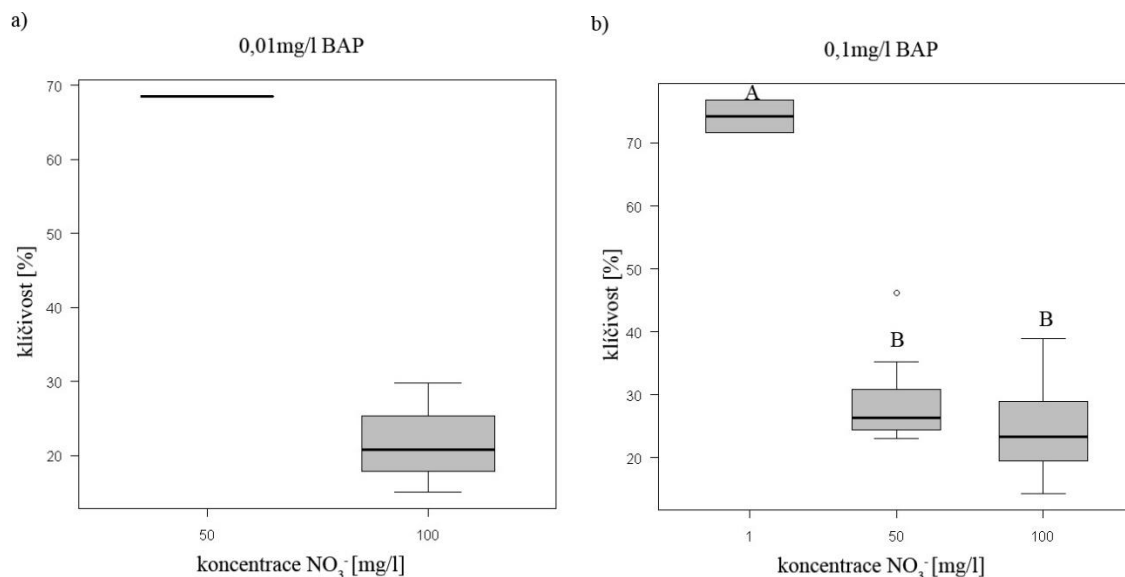 a)
0,01mg/l BAP
klíčivost [%]
70
60
50
40
30
20
50
100
koncentrace NO₃⁻ [mg/l]
b)
0,1mg/l BAP
klíčivost [%]
70
60
50
40
30
20
A
B
B
1
50
100
koncentrace NO₃⁻ [mg/l]